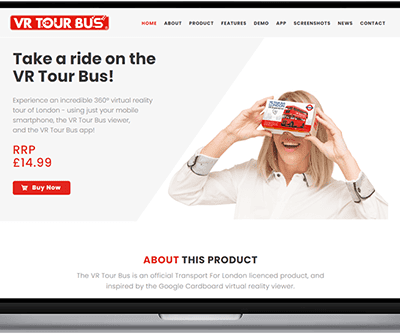 VR TOUR BUS
HOME ABOUT PRODUCT FEATURES DEMO APP SCREENSHOTS NEWS CONTACT
Take a ride on the
VR Tour Bus!
Experience an incredible 360° virtual reality
tour of London - using just your mobile
smartphone, the VR Tour Bus viewer,
and the VR Tour Bus app!
RRP
£14.99
Buy Now
ABOUT THIS PRODUCT
The VR Tour Bus is an official Transport For London licenced product, and
inspired by the Google Cardboard virtual reality viewer.